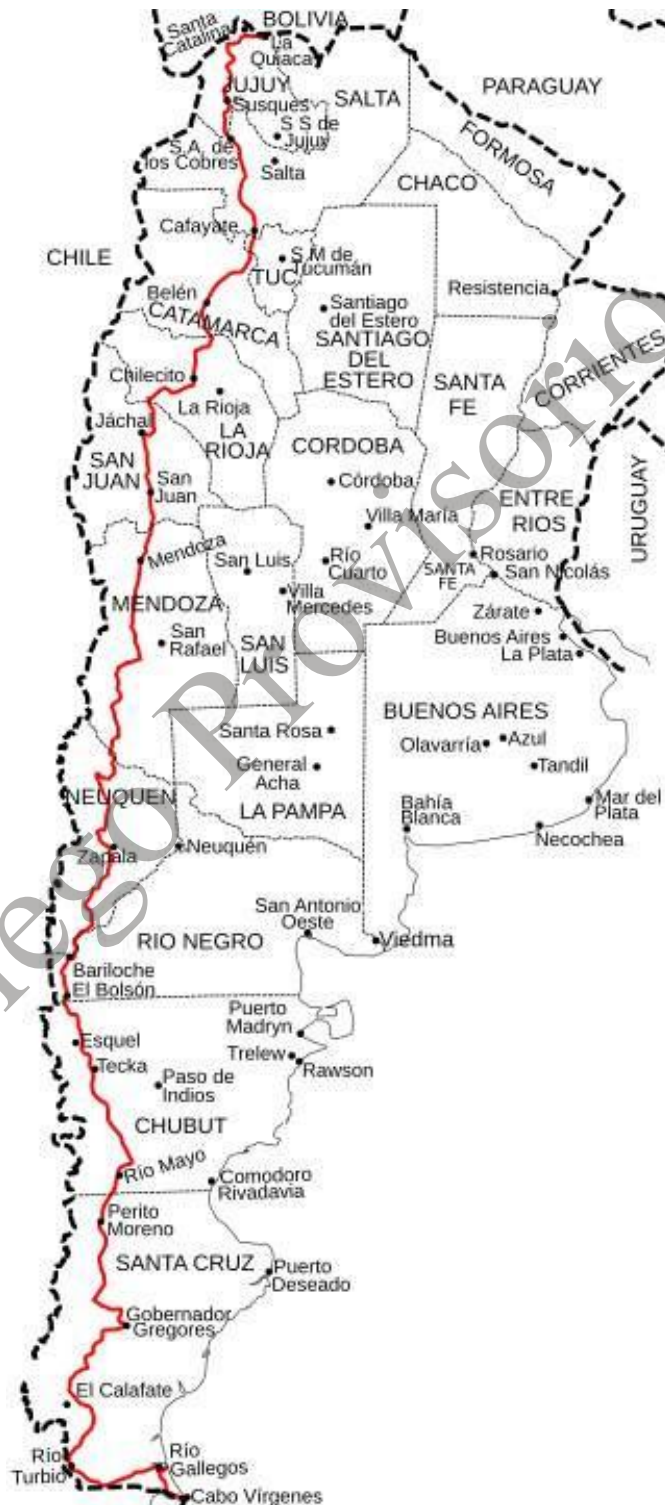 BOLIVIA
Santa
Catalina
La
Quiaca
JUJUY
Susques
SALTA
PARAGUAY
FORMOSA
S S de
Jujuy
S.A. de
los Cobres
Salta
CHACO
Cafayate
CHILE
S M de
Tucumán
TUC
Resistencia
Belén
CATAMARCA
Santiago
del Estero
SANTIAGO
DEL
ESTERO
CORRIENTES
Chilecito
La Rioja
SANTA
FE
Jáchal
LA
RIOJA
CORDOBA
SAN
JUAN
San
Juan
Córdoba
ENTRE
RIOS
URUGUAY
Villa María
Mendoza
San Luis
Río
Cuarto
SANTA
FE
Rosario
San Nicolás
MENDOZA
Villa
Mercedes
Zárate
San
Rafael
SAN
LUIS
Buenos Aires
La Plata
BUENOS AIRES
Santa Rosa
Olavarría
Azul
General
Acha
Tandil
NEUQUEN
LA PAMPA
Bahía
Blanca
Mar del
Plata
Necochea
Zapala
Neuquén
San Antonio
Oeste
RIO NEGRO
Viedma
Bariloche
El Bolsón
Puerto
Madryn
Esquel
Trelew
Rawson
Tecka
Paso de
Indios
CHUBUT
Río Mayo
Comodoro
Rivadavia
Perito
Moreno
SANTA CRUZ
Puerto
Deseado
Gobernador
Gregores
El Calafate
Río
Turbio
Río
Gallegos
Cabo Vírgenes
Provisorio